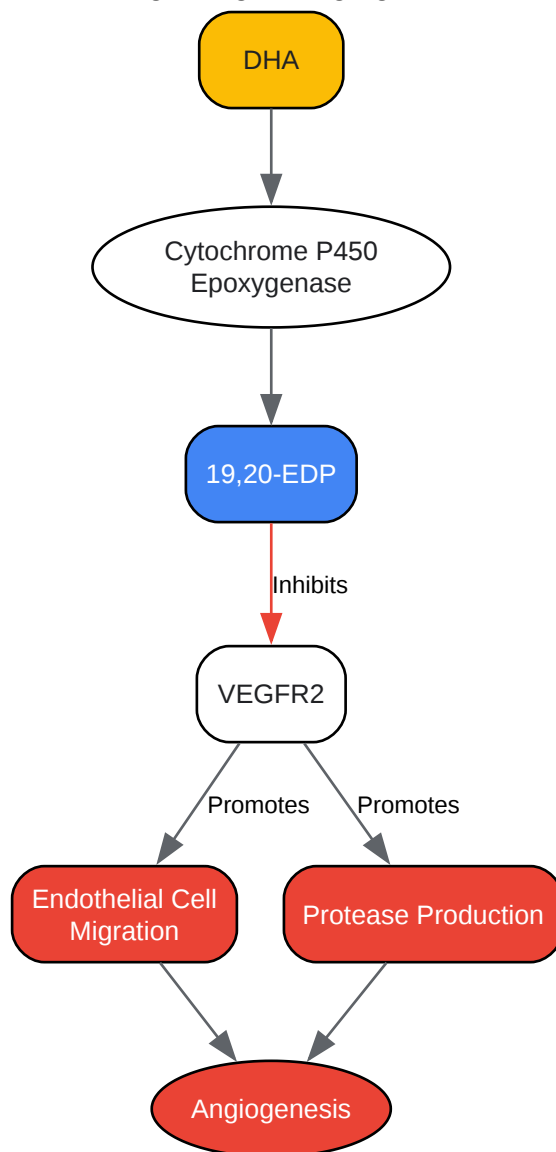 DHA
Cytochrome P450
Epoxygenase
19,20-EDP
Inhibits
VEGFR2
Promotes
Promotes
Endothelial Cell
Migration
Protease Production
Angiogenesis